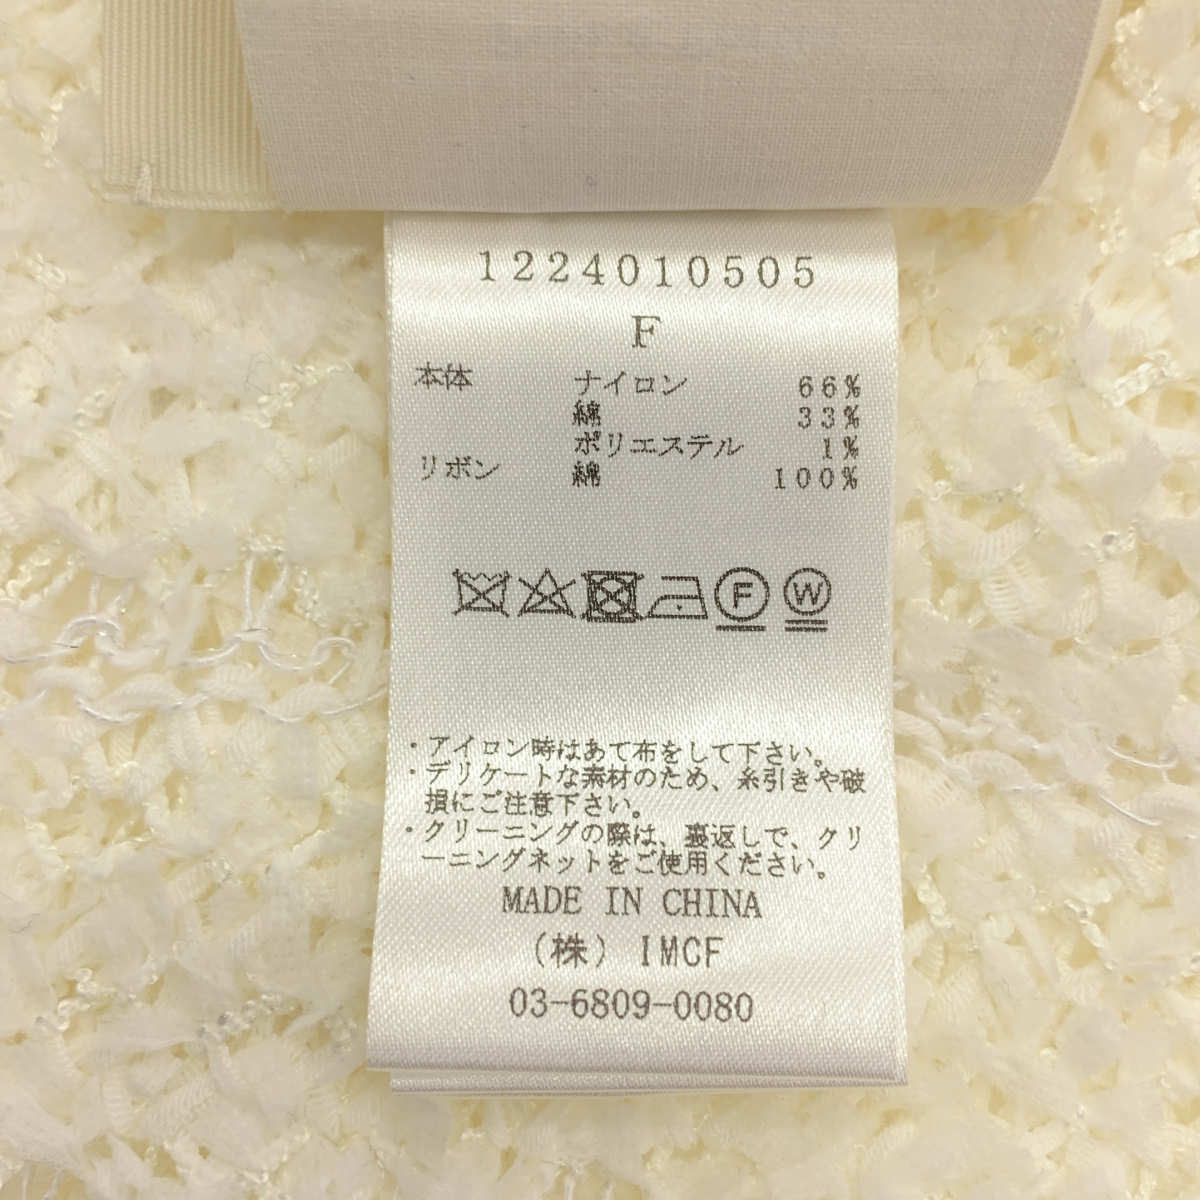 1224010505
F
本体 ナイロン 66%
綿 33%
ポリエステル 1%
リボン 綿 100%
F W
・アイロン時はあて布をして下さい。
・デリケートな素材のため、糸引きや破
損にご注意下さい。
・クリーニングの際は、裏返しで、クリ
ーニングネットをご使用ください。
MADE IN CHINA
(株) IMCF
03-6809-0080